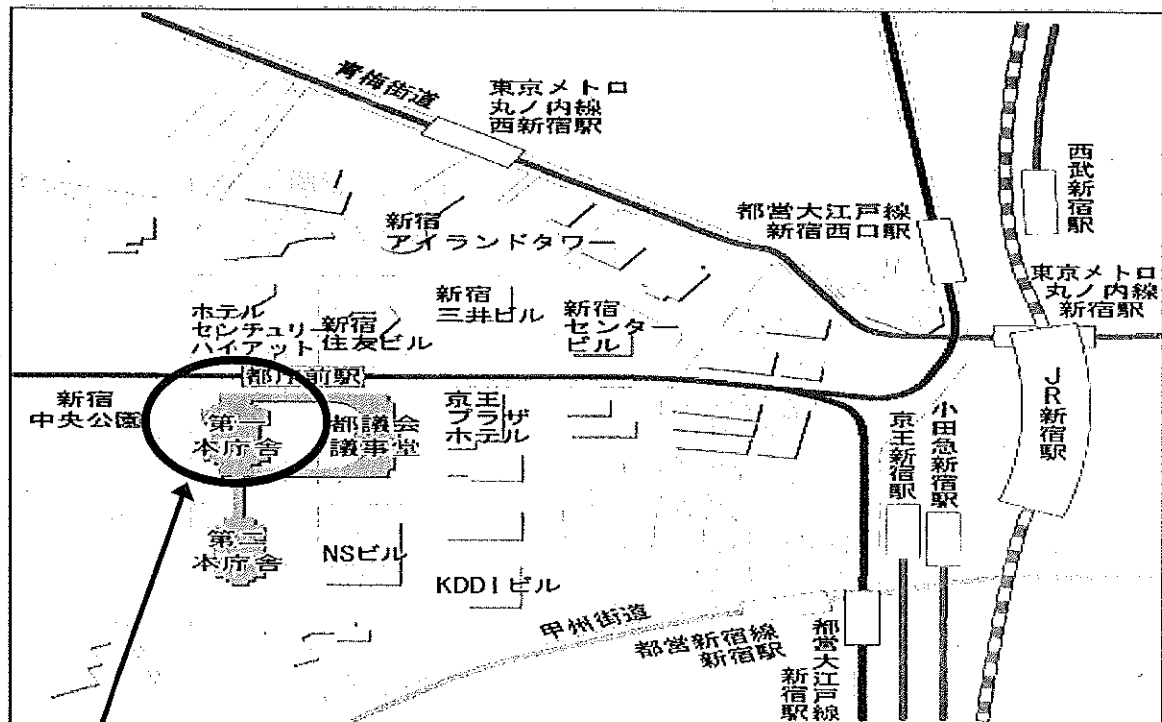 青梅街道
東京メトロ
丸ノ内線
西新宿駅
西武新宿駅
都営大江戸線
新宿西口駅
新宿
アイランドタワー
東京メトロ
丸ノ内線
新宿駅
ホテル
センチュリー
ハイアット
新宿
住友ビル
新宿
三井ビル
新宿
センター
ビル
都庁前駅
JR新宿駅
新宿
中央公園
第一
本庁舎
都議会
議事堂
京王
プラザ
ホテル
京王新宿駅
小田急新宿駅
第二
本庁舎
NSビル
KDDIビル
甲州街道
都営新宿線
新宿駅
都営大江戸線
新宿駅